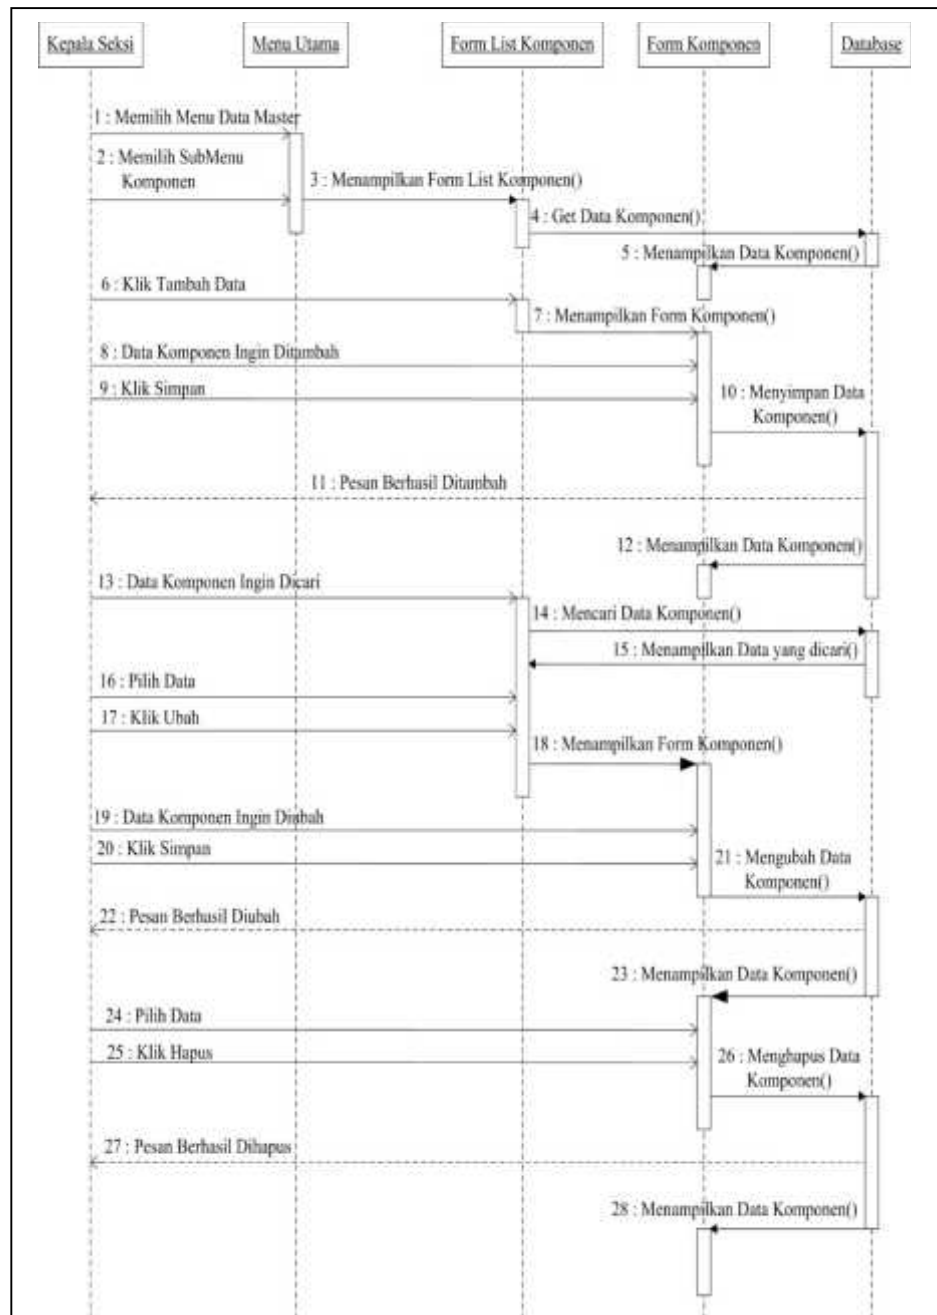 Kepala Seksi
Menu Utama
Form List Komponen
Form Komponen
Database
1 : Memilih Menu Data Master
2 : Memilih SubMenu
Komponen
3 : Menampilkan Form List Komponen()
4 : Get Data Komponen()
5 : Menampilkan Data Komponen()
6 : Klik Tambah Data
7 : Menampilkan Form Komponen()
8 : Data Komponen Ingin Ditambah
9 : Klik Simpan
10 : Menyimpan Data
Komponen()
11 : Pesan Berhasil Ditambah
12 : Menampilkan Data Komponen()
13 : Data Komponen Ingin Dicari
14 : Mencari Data Komponen()
15 : Menampilkan Data yang dicari()
16 : Pilih Data
17 : Klik Ubah
18 : Menampilkan Form Komponen()
19 : Data Komponen Ingin Diubah
20 : Klik Simpan
21 : Mengubah Data
Komponen()
22 : Pesan Berhasil Diubah
23 : Menampilkan Data Komponen()
24 : Pilih Data
25 : Klik Hapus
26 : Menghapus Data
Komponen()
27 : Pesan Berhasil Dihapus
28 : Menampilkan Data Komponen()